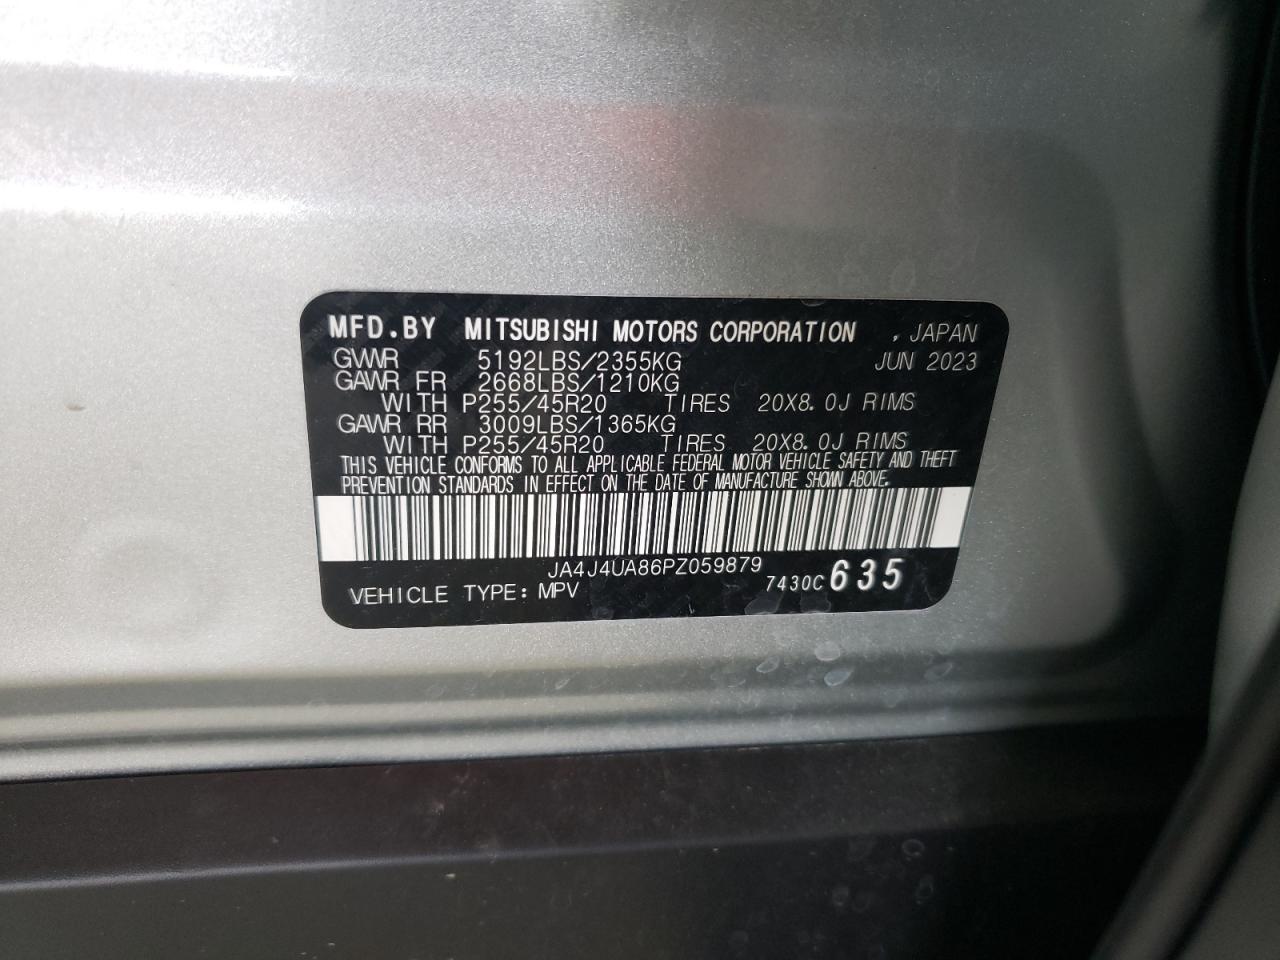 MFD.BY MITSUBISHI MOTORS CORPORATION , JAPAN
GVWR 5192LBS/2355KG JUN 2023
GAWR FR 2668LBS/1210KG
WITH P255/45R20 TIRES 20X8.0J RIMS
GAWR RR 3009LBS/1365KG
WITH P255/45R20 TIRES 20X8.0J RIMS
THIS VEHICLE CONFORMS TO ALL APPLICABLE FEDERAL MOTOR VEHICLE SAFETY AND THEFT
PREVENTION STANDARDS IN EFFECT ON THE DATE OF MANUFACTURE SHOWN ABOVE.
JA4J4UA86PZ059879
VEHICLE TYPE: MPV 7430C 635